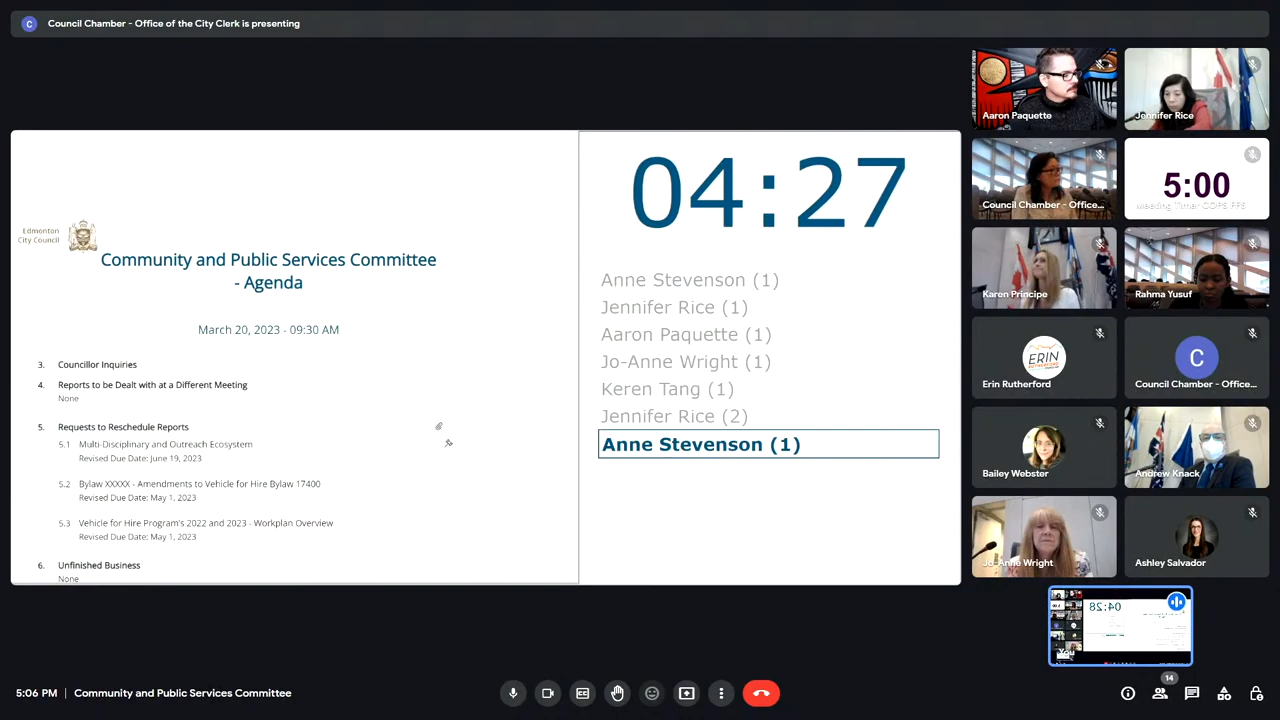 C Council Chamber - Office of the City Clerk is presenting
Edmonton
City Council
Community and Public Services Committee
- Agenda
March 20, 2023 - 09:30 AM
3. Councillor Inquiries
4. Reports to be Dealt with at a Different Meeting
None
5. Requests to Reschedule Reports
5.1 Multi-Disciplinary and Outreach Ecosystem
Revised Due Date: June 19, 2023
5.2 Bylaw XXXXX - Amendments to Vehicle for Hire Bylaw 17400
Revised Due Date: May 1, 2023
5.3 Vehicle for Hire Program's 2022 and 2023 - Workplan Overview
Revised Due Date: May 1, 2023
6. Unfinished Business
None
04:27
Anne Stevenson (1)
Jennifer Rice (1)
Aaron Paquette (1)
Jo-Anne Wright (1)
Keren Tang (1)
Jennifer Rice (2)
Anne Stevenson (1)
Aaron Paquette
Jennifer Rice
Council Chamber - Office...
5:00
Meeting Timer COPS FFS
Karen Principe
Rahma Yusuf
ERIN
RUTHERFORD
Erin Rutherford
C
Council Chamber - Office...
Bailey Webster
Andrew Knack
Jo-Anne Wright
Ashley Salvador
04:28
You
5:06 PM | Community and Public Services Committee
14